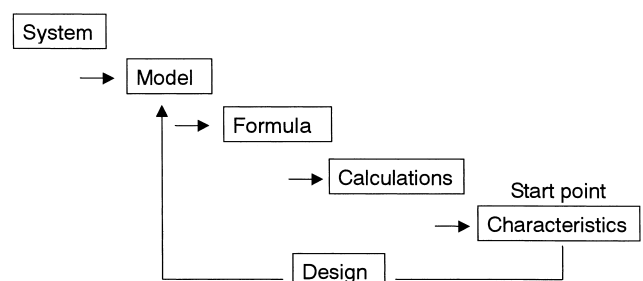 System
Model
Formula
Calculations
Start point
Characteristics
Design